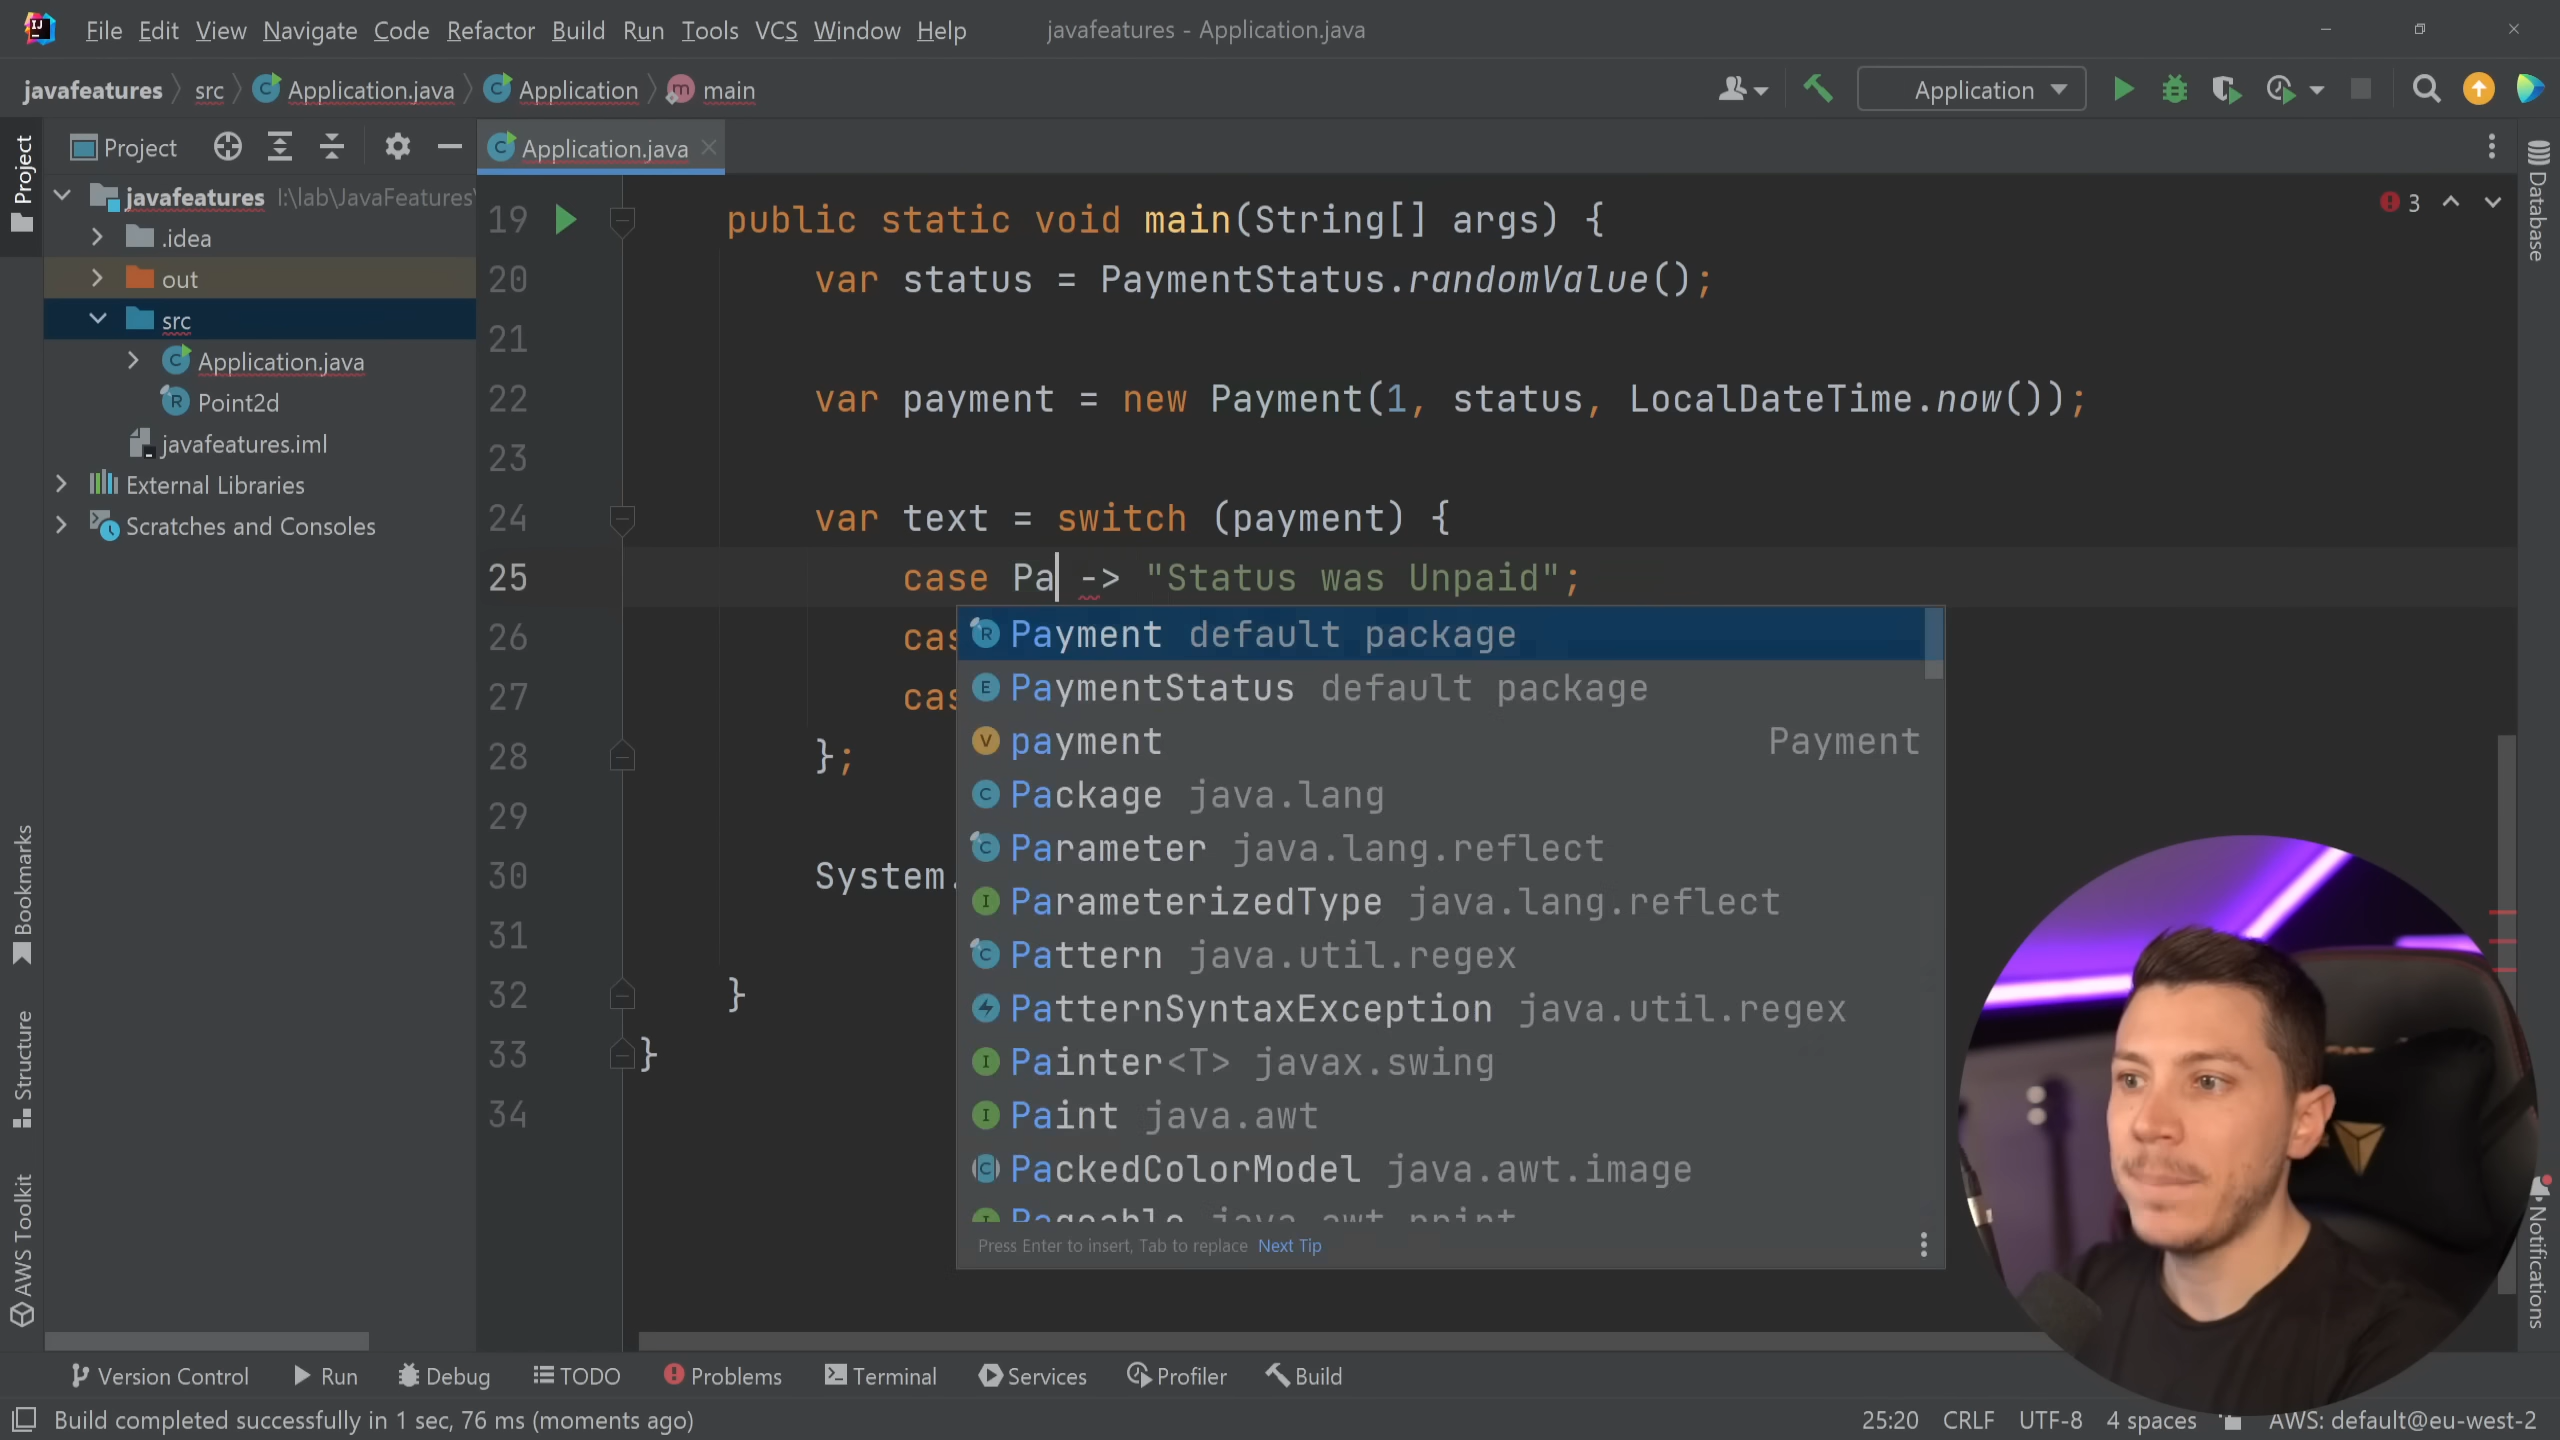 File Edit View Navigate Code Refactor Build Run Tools VCS Window Help javafeatures - Application.java
javafeatures src Application.java Application main Application
Project
Project Application.java
javafeatures I:\lab\JavaFeatures\
.idea
out
src
Application.java
Point2d
javafeatures.iml
External Libraries
Scratches and Consoles
Bookmarks
Structure
AWS Toolkit
3
19 public static void main(String[] args) {
20 var status = PaymentStatus.randomValue();
21
22 var payment = new Payment(1, status, LocalDateTime.now());
23
24 var text = switch (payment) {
25 case Pa -> "Status was Unpaid";
26 cas
27 cas
28 };
29
30 System.
31
32 }
33 }
34
Payment default package
PaymentStatus default package
payment Payment
Package java.lang
Parameter java.lang.reflect
ParameterizedType java.lang.reflect
Pattern java.util.regex
PatternSyntaxException java.util.regex
Painter<T> javax.swing
Paint java.awt
PackedColorModel java.awt.image
Pageable java.awt.print
Press Enter to insert, Tab to replace Next Tip
Database
Notifications
Version Control Run Debug TODO Problems Terminal Services Profiler Build
Build completed successfully in 1 sec, 76 ms (moments ago) 25:20 CRLF UTF-8 4 spaces AWS: default@eu-west-2